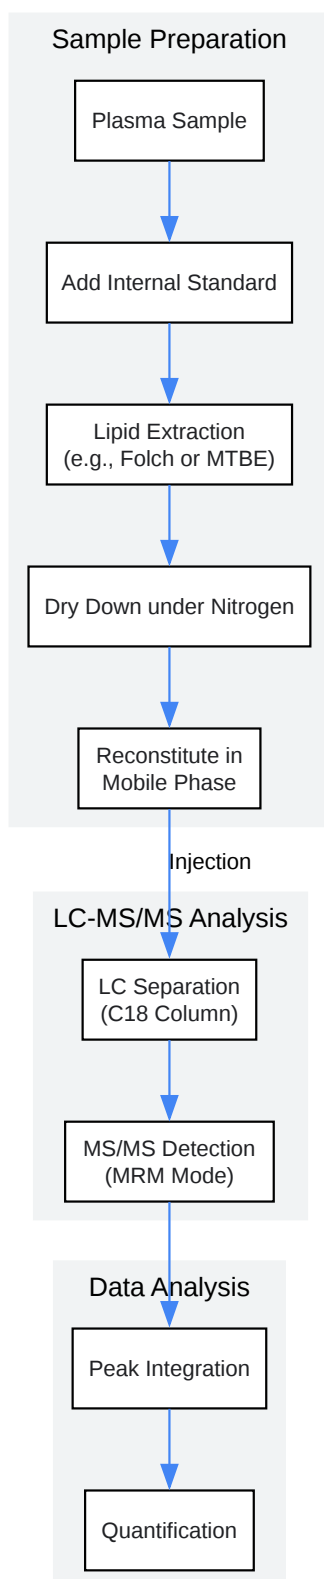 Sample Preparation
Plasma Sample
Add Internal Standard
Lipid Extraction
(e.g., Folch or MTBE)
Dry Down under Nitrogen
Reconstitute in
Mobile Phase
Injection
LC-MS/MS Analysis
LC Separation
(C18 Column)
MS/MS Detection
(MRM Mode)
Data Analysis
Peak Integration
Quantification